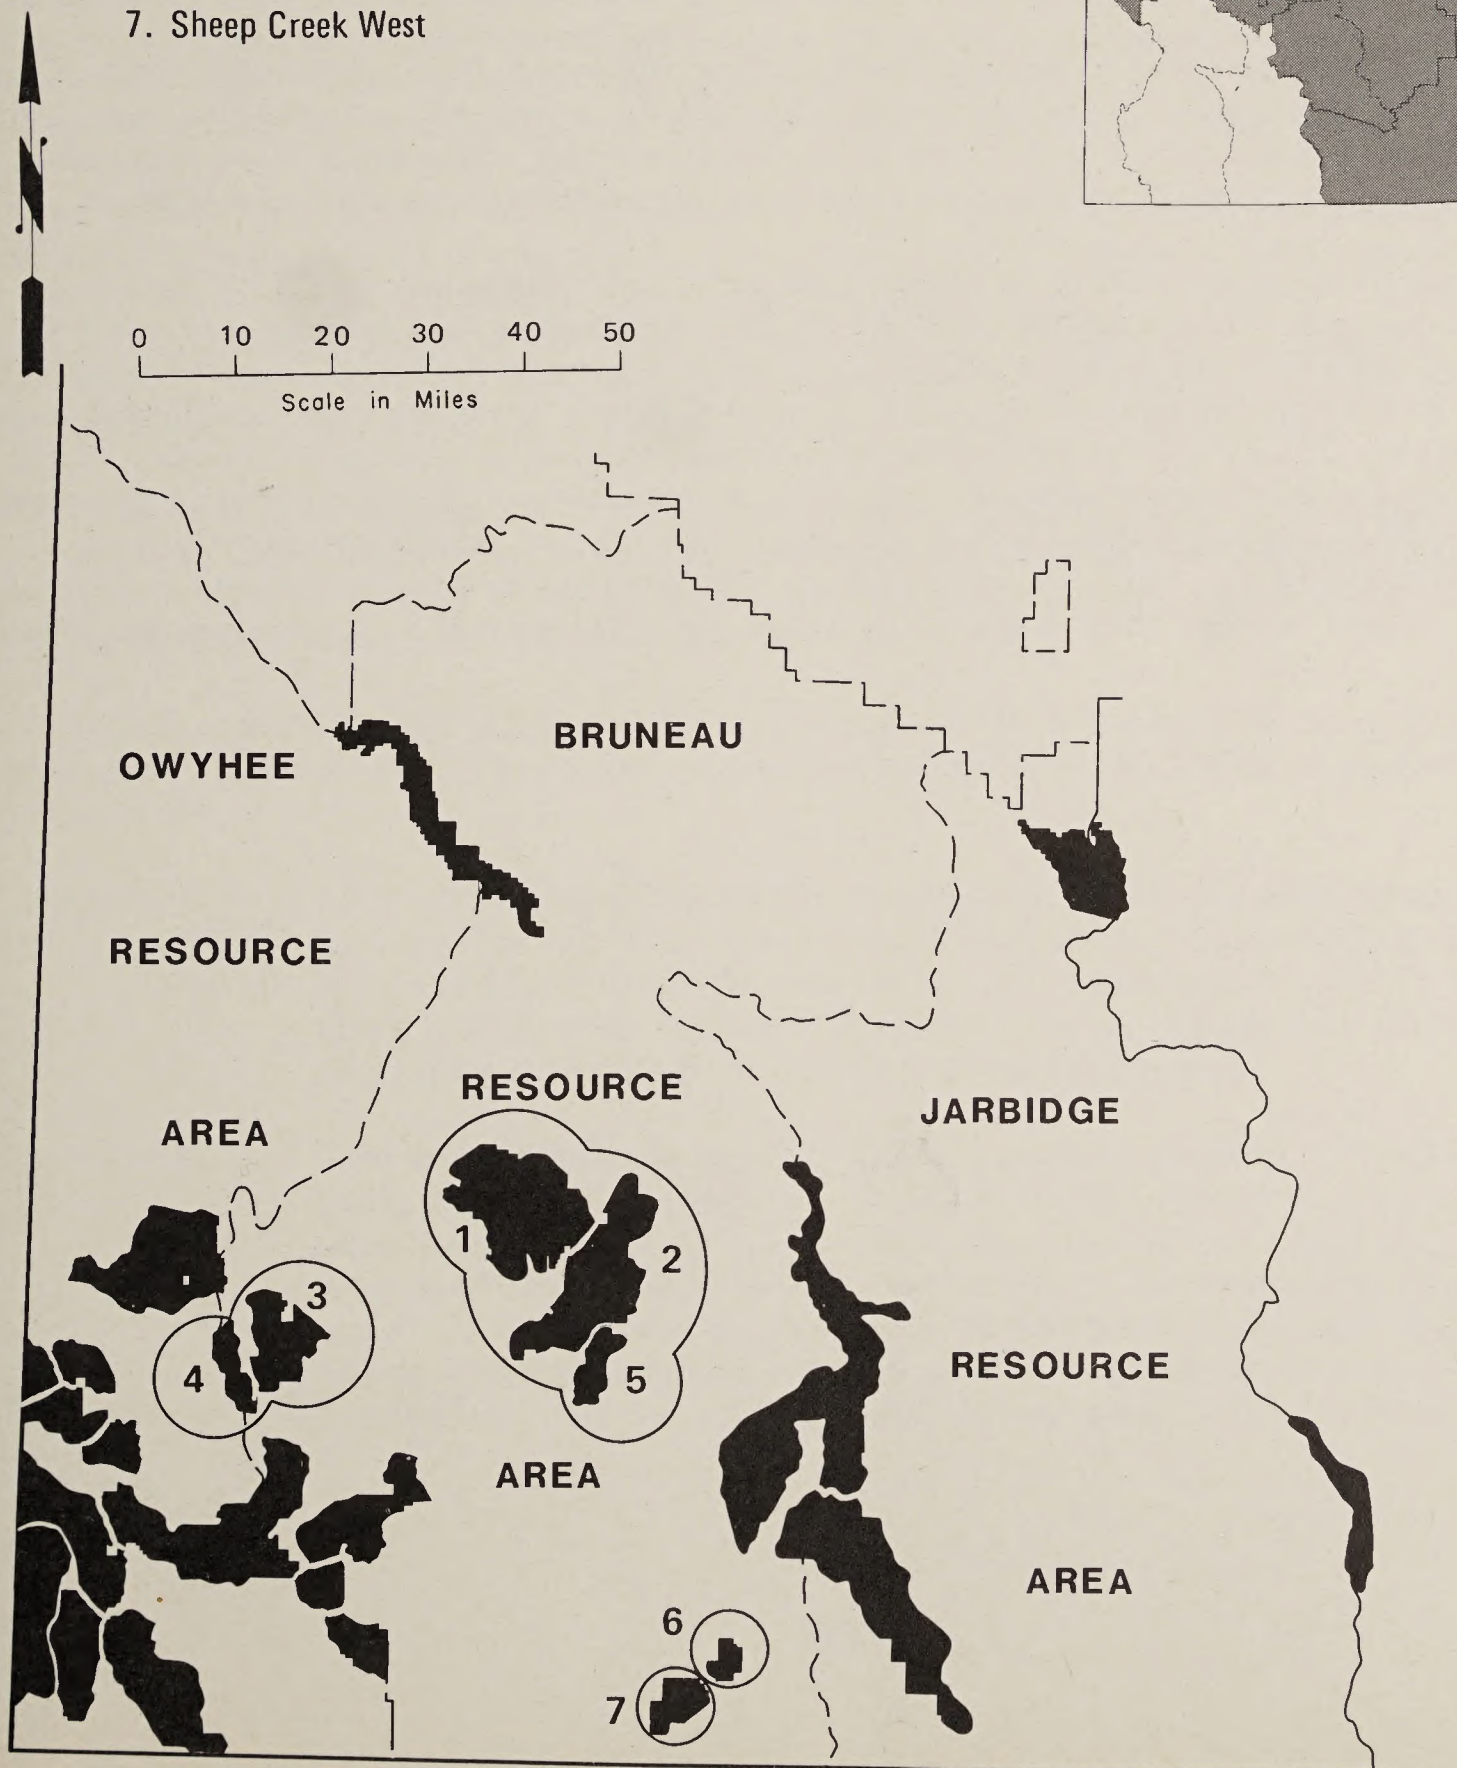 7. Sheep Creek West
N
0 10 20 30 40 50
Scale in Miles
BRUNEAU
OWYHEE
RESOURCE
RESOURCE
JARBIDGE
AREA
1
2
3
4
5
RESOURCE
AREA
AREA
6
7